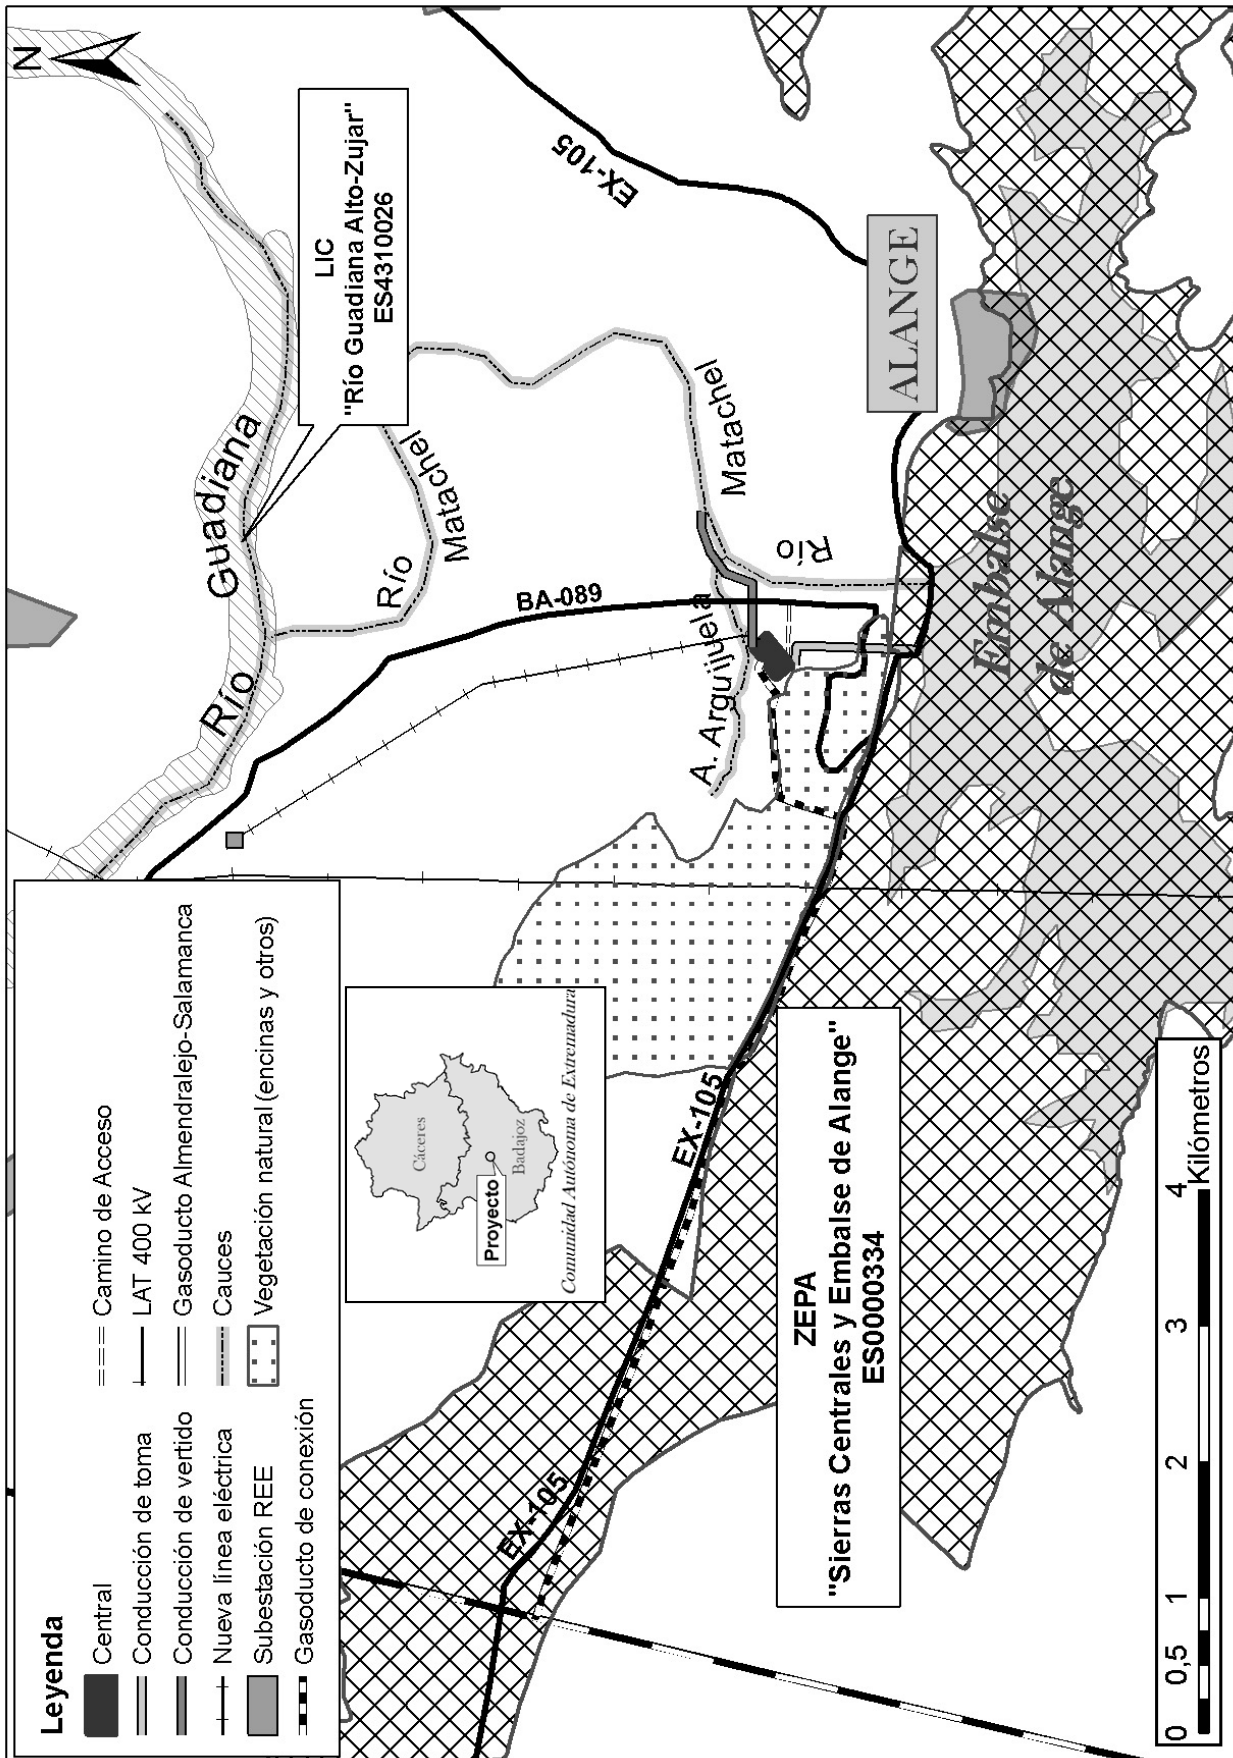 Leyenda
Central
Conducción de toma
Conducción de vertido
Nueva línea eléctrica
Subestación REE
Gasoducto de conexión
Camino de Acceso
LAT 400 kV
Gasoducto Almendralejo-Salamanca
Cauces
Vegetación natural (encinas y otros)
Cáceres
Badajoz
Proyecto
Comunidad Autónoma de Extremadura
N
LIC
"Río Guadiana Alto-Zujar"
ES4310026
Río Guadiana
Río Matachel
BA-089
A. Arguijuela
Río Matachel
EX-105
ALANGE
Embalse
de Alange
EX-105
EX-105
ZEPA
"Sierras Centrales y Embalse de Alange"
ES0000334
0 0,5 1 2 3 4
Kilómetros